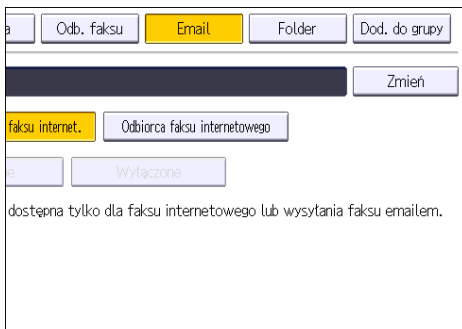 a Odb. faksu Email Folder Dod. do grupy
Zmień
faksu internet. Odbiorca faksu internetowego
e Wyłączone
dostępna tylko dla faksu internetowego lub wysyłania faksu emailem.